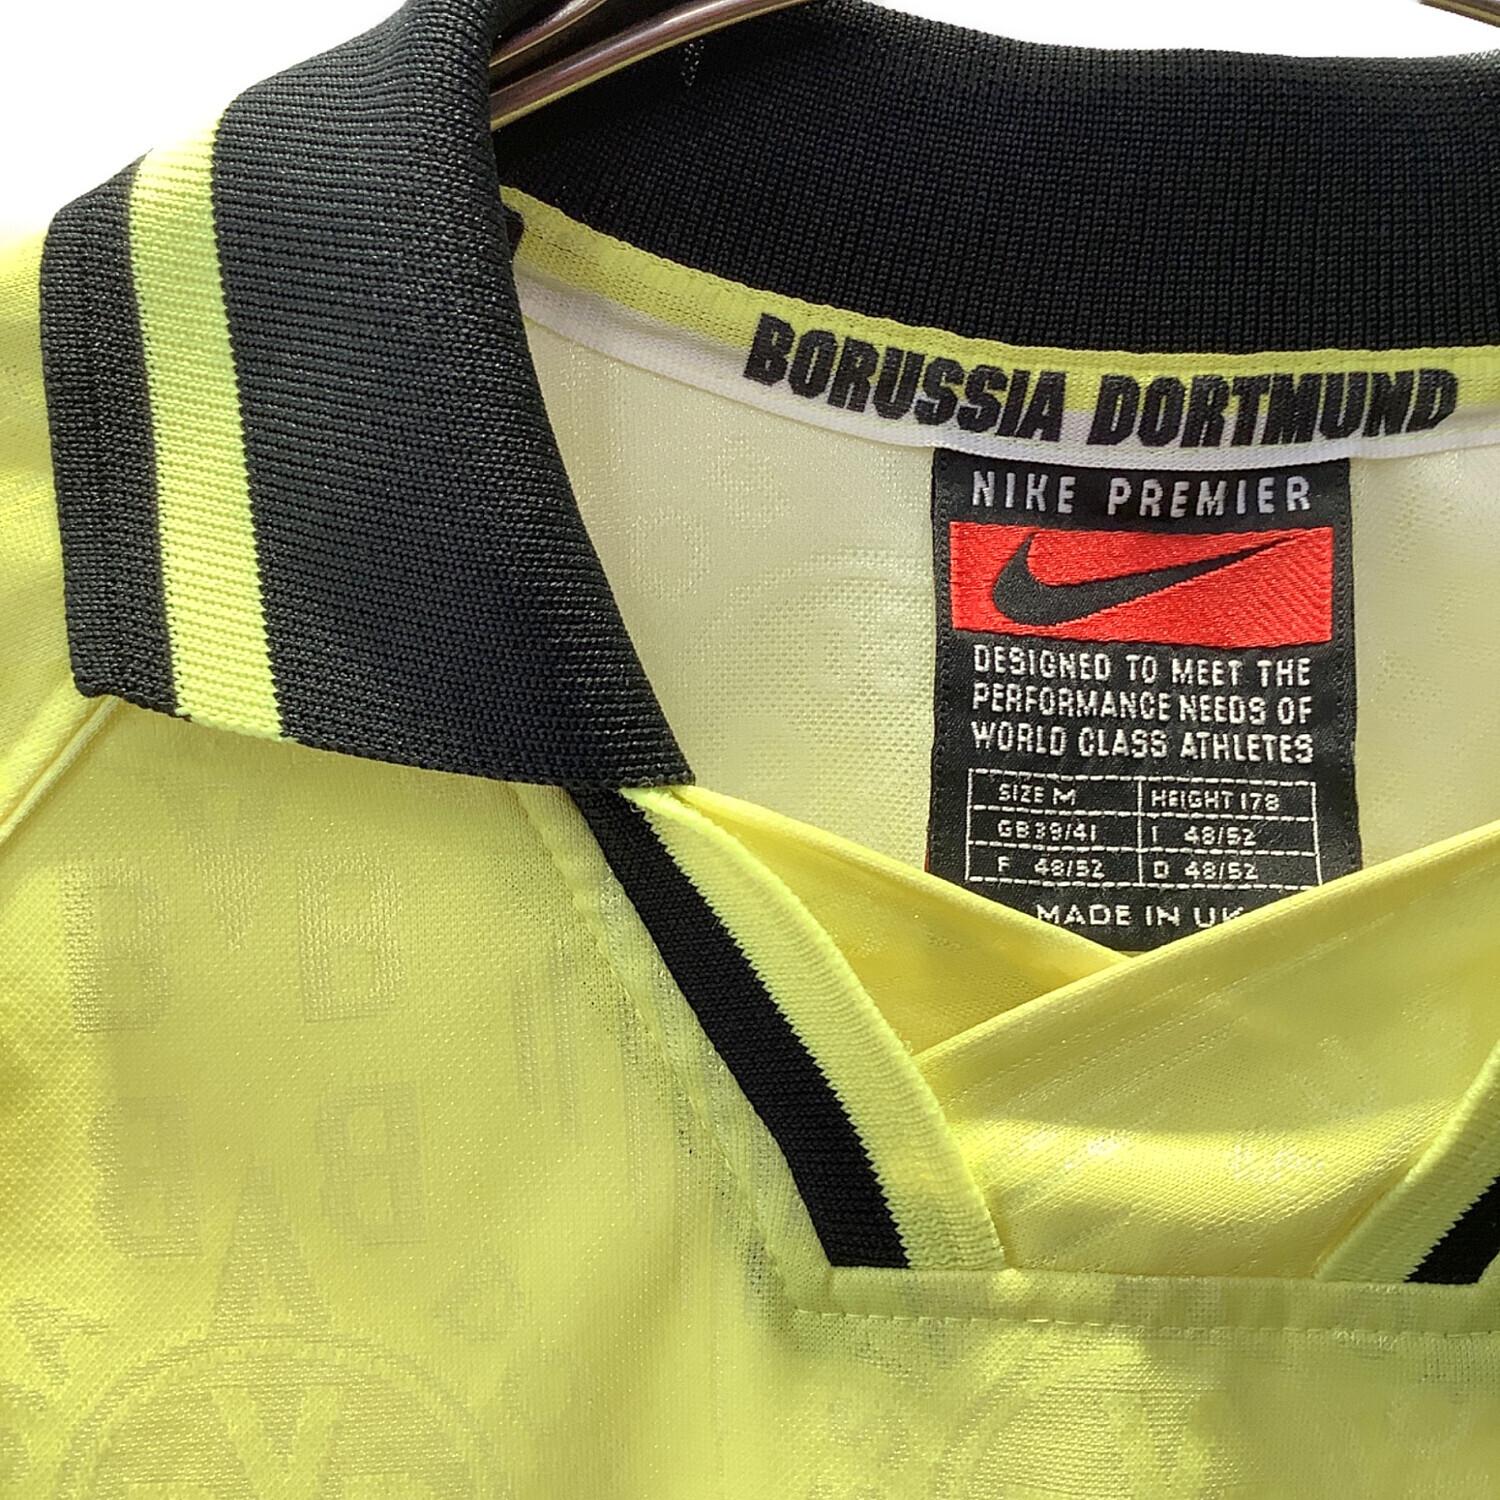 BORUSSIA DORTMUND
NIKE PREMIER
DESIGNED TO MEET THE
PERFORMANCE NEEDS OF
WORLD CLASS ATHLETES
SIZE M HEIGHT 178
GB 39/41 I 48/52
F 48/52 D 48/52
MADE IN UK